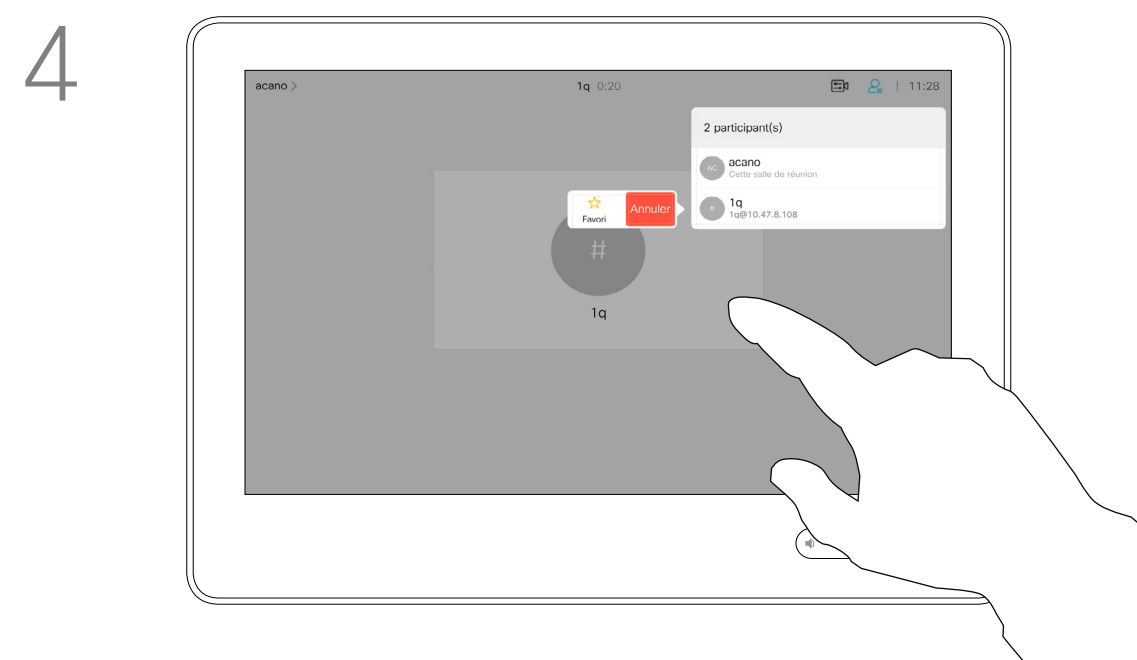 4
acano >
1q 0:20
11:28
2 participant(s)
AC
acano
Cette salle de réunion
Favori
Annuler
#
1q
1q@10.47.8.108
#
1q